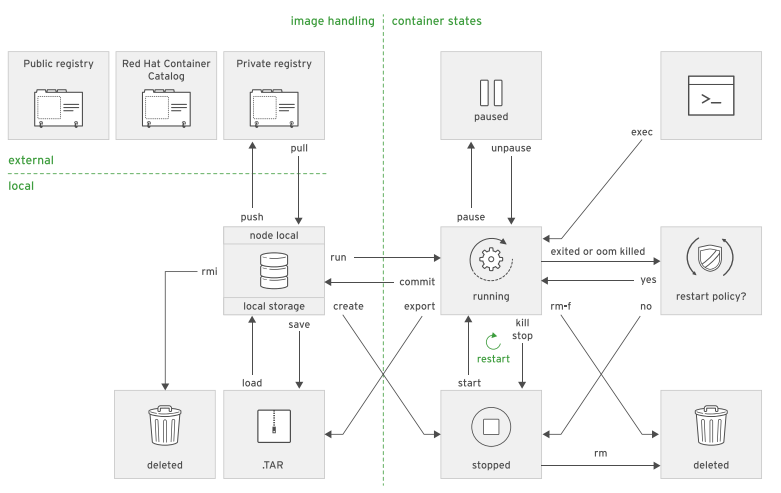 image handling
container states
Public registry
Red Hat Container
Catalog
Private registry
paused
>_
exec
pull
unpause
external
local
push
pause
node local
rmi
run
commit
local storage
create
export
save
load
running
exited or oom killed
yes
restart policy?
rm-f
no
kill
stop
restart
start
deleted
.TAR
stopped
rm
deleted